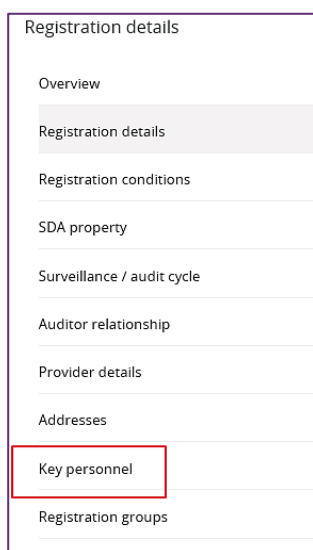 Registration details
Overview
Registration details
Registration conditions
SDA property
Surveillance / audit cycle
Auditor relationship
Provider details
Addresses
Key personnel
Registration groups